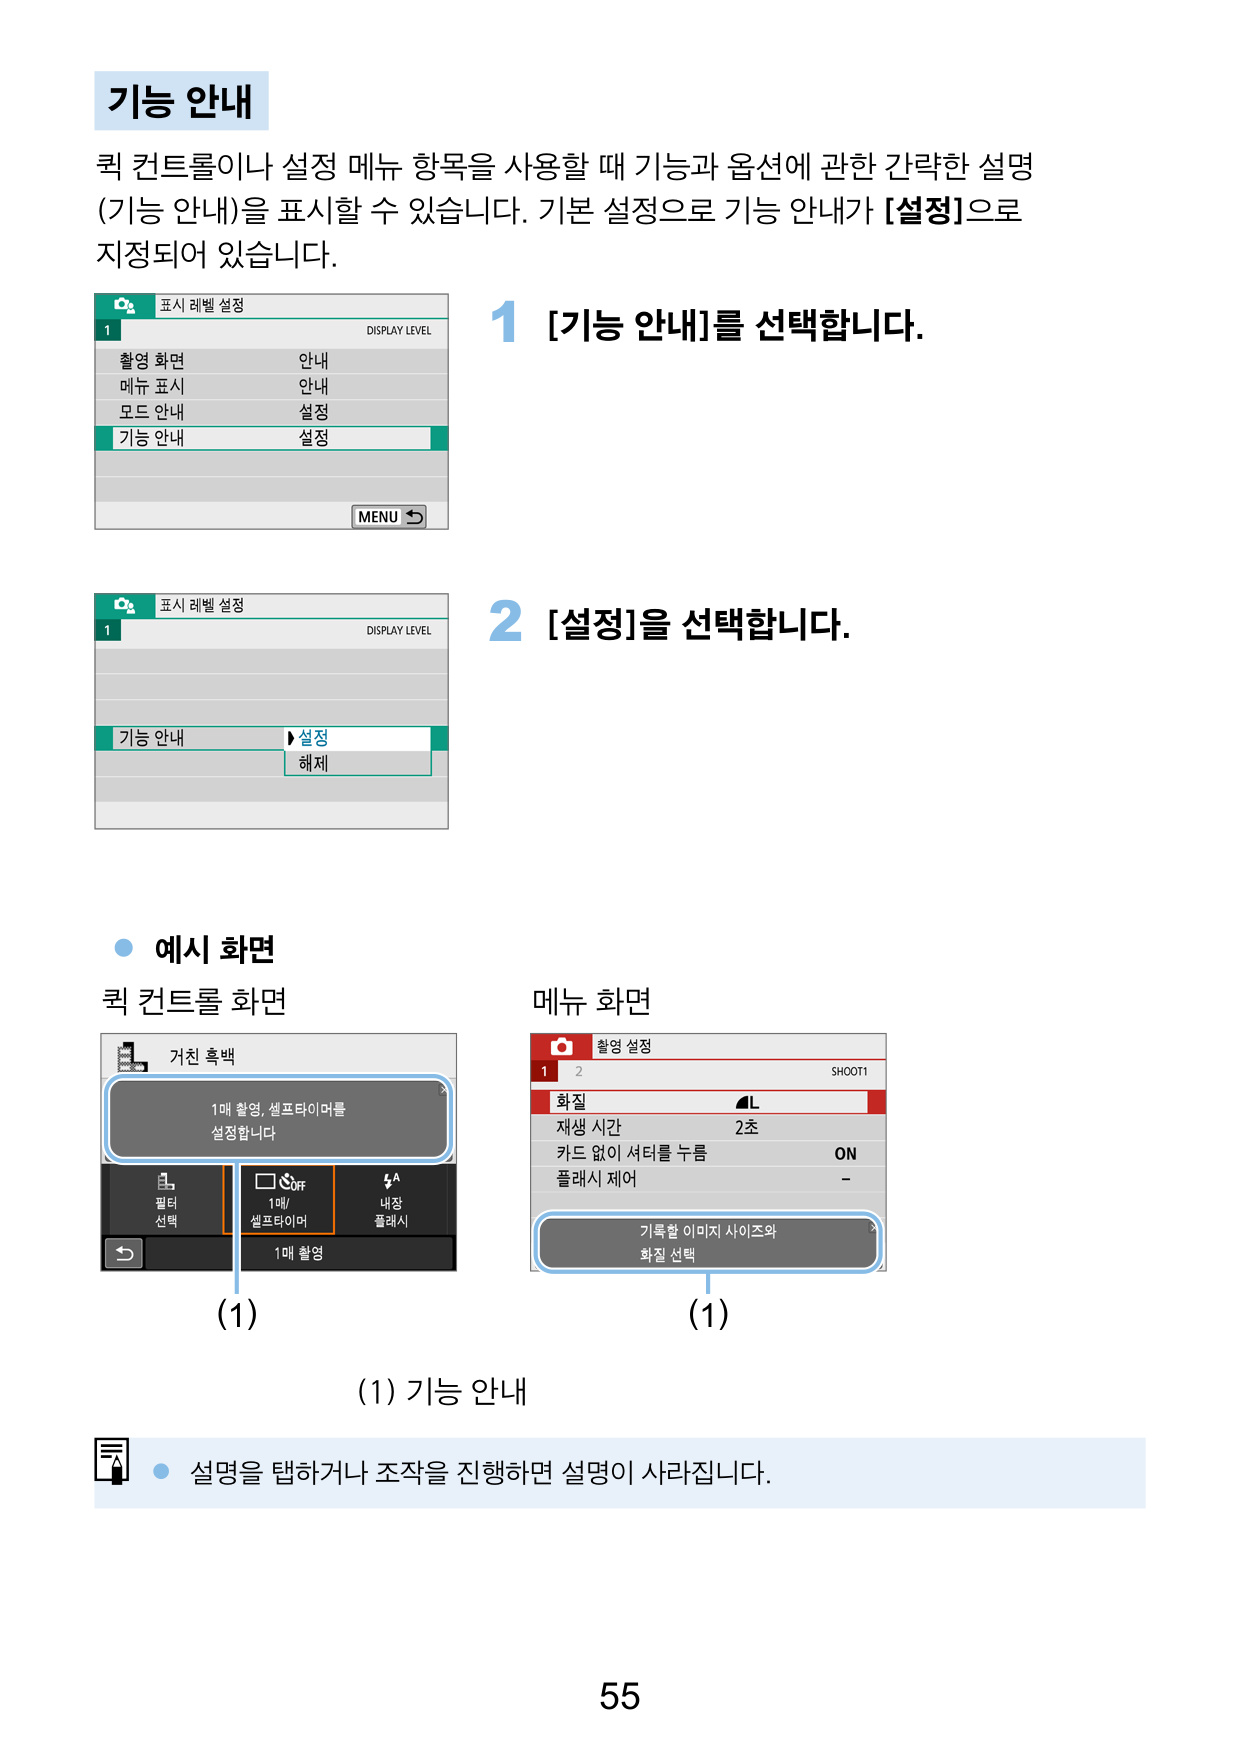 기능 안내
퀵 컨트롤이나 설정 메뉴 항목을 사용할 때 기능과 옵션에 관한 간략한 설명
(기능 안내)을 표시할 수 있습니다. 기본 설정으로 기능 안내가 [설정]으로
지정되어 있습니다.
표시 레벨 설정
1 DISPLAY LEVEL
촬영 화면 안내
메뉴 표시 안내
모드 안내 설정
기능 안내 설정
MENU
1 [기능 안내]를 선택합니다.
표시 레벨 설정
1 DISPLAY LEVEL
기능 안내 설정
해제
2 [설정]을 선택합니다.
● 예시 화면
퀵 컨트롤 화면
거친 흑백
1매 촬영, 셀프타이머를
설정합니다
필터
선택
OFF
1매/
셀프타이머
A
내장
플래시
1매 촬영
(1)
메뉴 화면
촬영 설정
1 2 SHOOT1
화질 L
재생 시간 2초
카드 없이 셔터를 누름 ON
플래시 제어 –
기록할 이미지 사이즈와
화질 선택
(1)
(1) 기능 안내
● 설명을 탭하거나 조작을 진행하면 설명이 사라집니다.
55